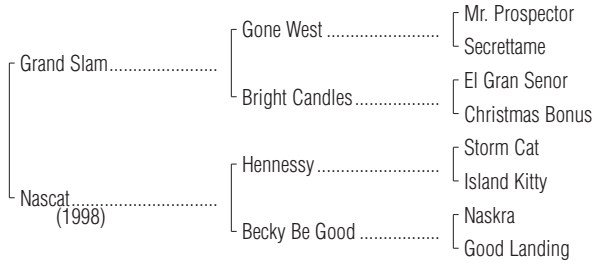 Mr. Prospector
Gone West ....................
Secrettame
Grand Slam.....................
El Gran Senor
Bright Candles................
Christmas Bonus
Storm Cat
Hennessy.......................
Island Kitty
Nascat............................
(1998)
Naskra
Becky Be Good ...............
Good Landing